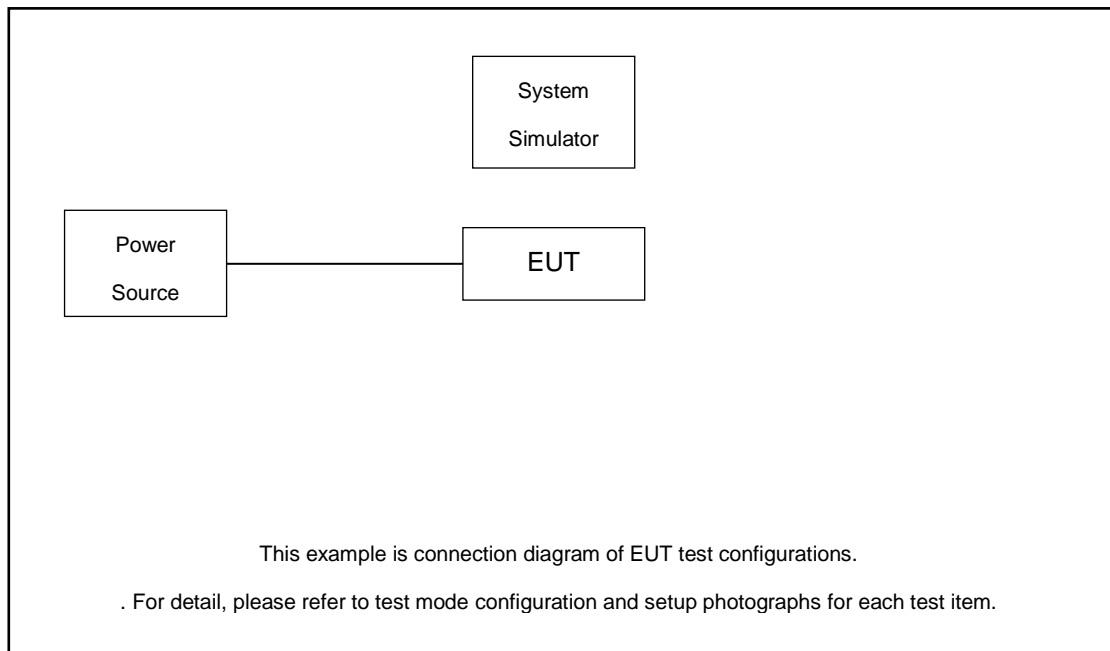 System
Simulator
Power
Source
EUT
This example is connection diagram of EUT test configurations.
. For detail, please refer to test mode configuration and setup photographs for each test item.